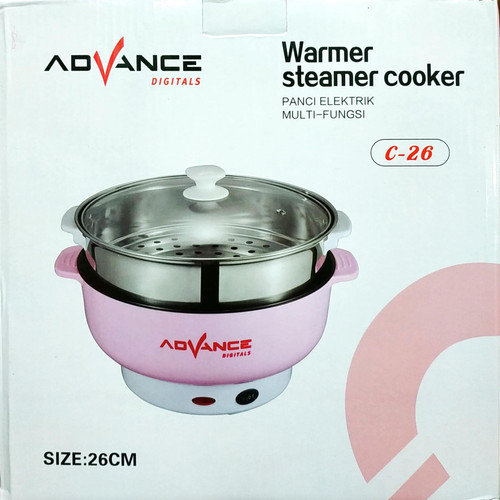 ADVANCE
DIGITALS
Warmer
steamer cooker
PANCI ELEKTRIK
MULTI-FUNGSI
C-26
ADVANCE
DIGITALS
SIZE:26CM